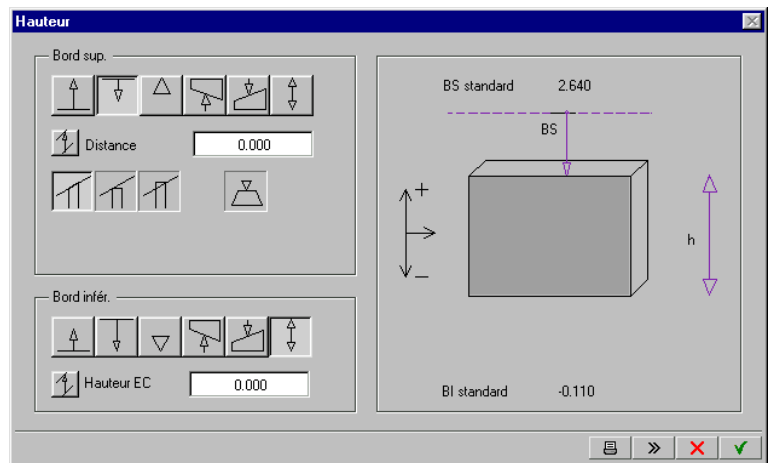 Hauteur
Bord sup.
Distance 0.000
Bord infér.
Hauteur EC 0.000
BS standard 2.640
BS
+
h
−
BI standard -0.110